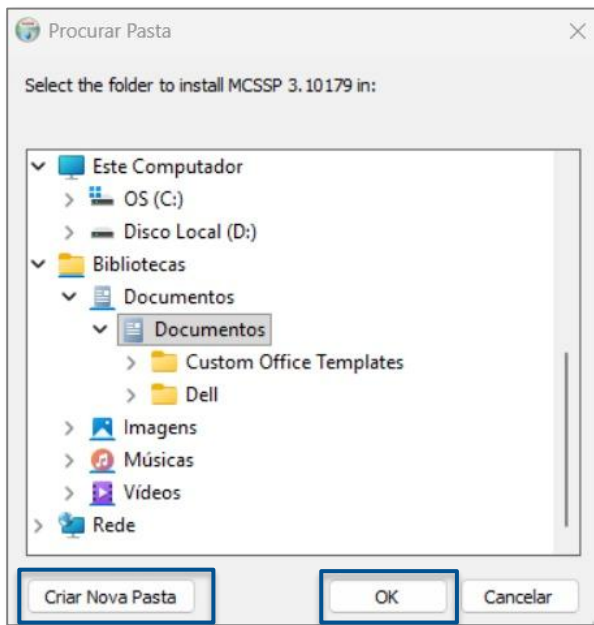 Procurar Pasta
Select the folder to install MCSSP 3.10179 in:
Este Computador
OS (C:)
Disco Local (D:)
Bibliotecas
Documentos
Documentos
Custom Office Templates
Dell
Imagens
Músicas
Vídeos
Rede
Criar Nova Pasta OK Cancelar